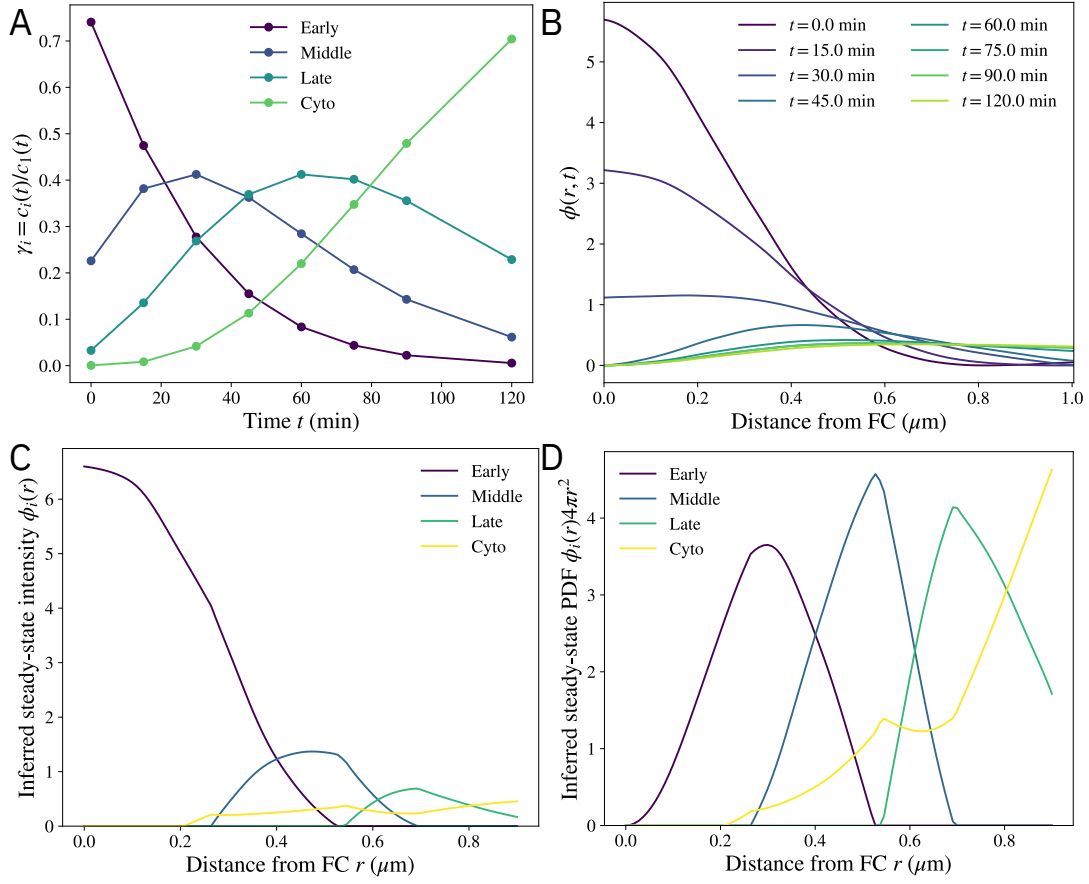 A
Early
Middle
Late
Cyto
γi = ci(t)/c1(t)
0.7
0.6
0.5
0.4
0.3
0.2
0.1
0.0
0 20 40 60 80 100 120
Time t (min)
B
t = 0.0 min
t = 15.0 min
t = 30.0 min
t = 45.0 min
t = 60.0 min
t = 75.0 min
t = 90.0 min
t = 120.0 min
ϕ(r, t)
5
4
3
2
1
0
0.0 0.2 0.4 0.6 0.8 1.0
Distance from FC (μm)
C
Early
Middle
Late
Cyto
Inferred steady-state intensity ϕi(r)
6
5
4
3
2
1
0
0.0 0.2 0.4 0.6 0.8
Distance from FC r (μm)
D
Early
Middle
Late
Cyto
Inferred steady-state PDF ϕi(r)4πr²
4
3
2
1
0
0.0 0.2 0.4 0.6 0.8
Distance from FC r (μm)